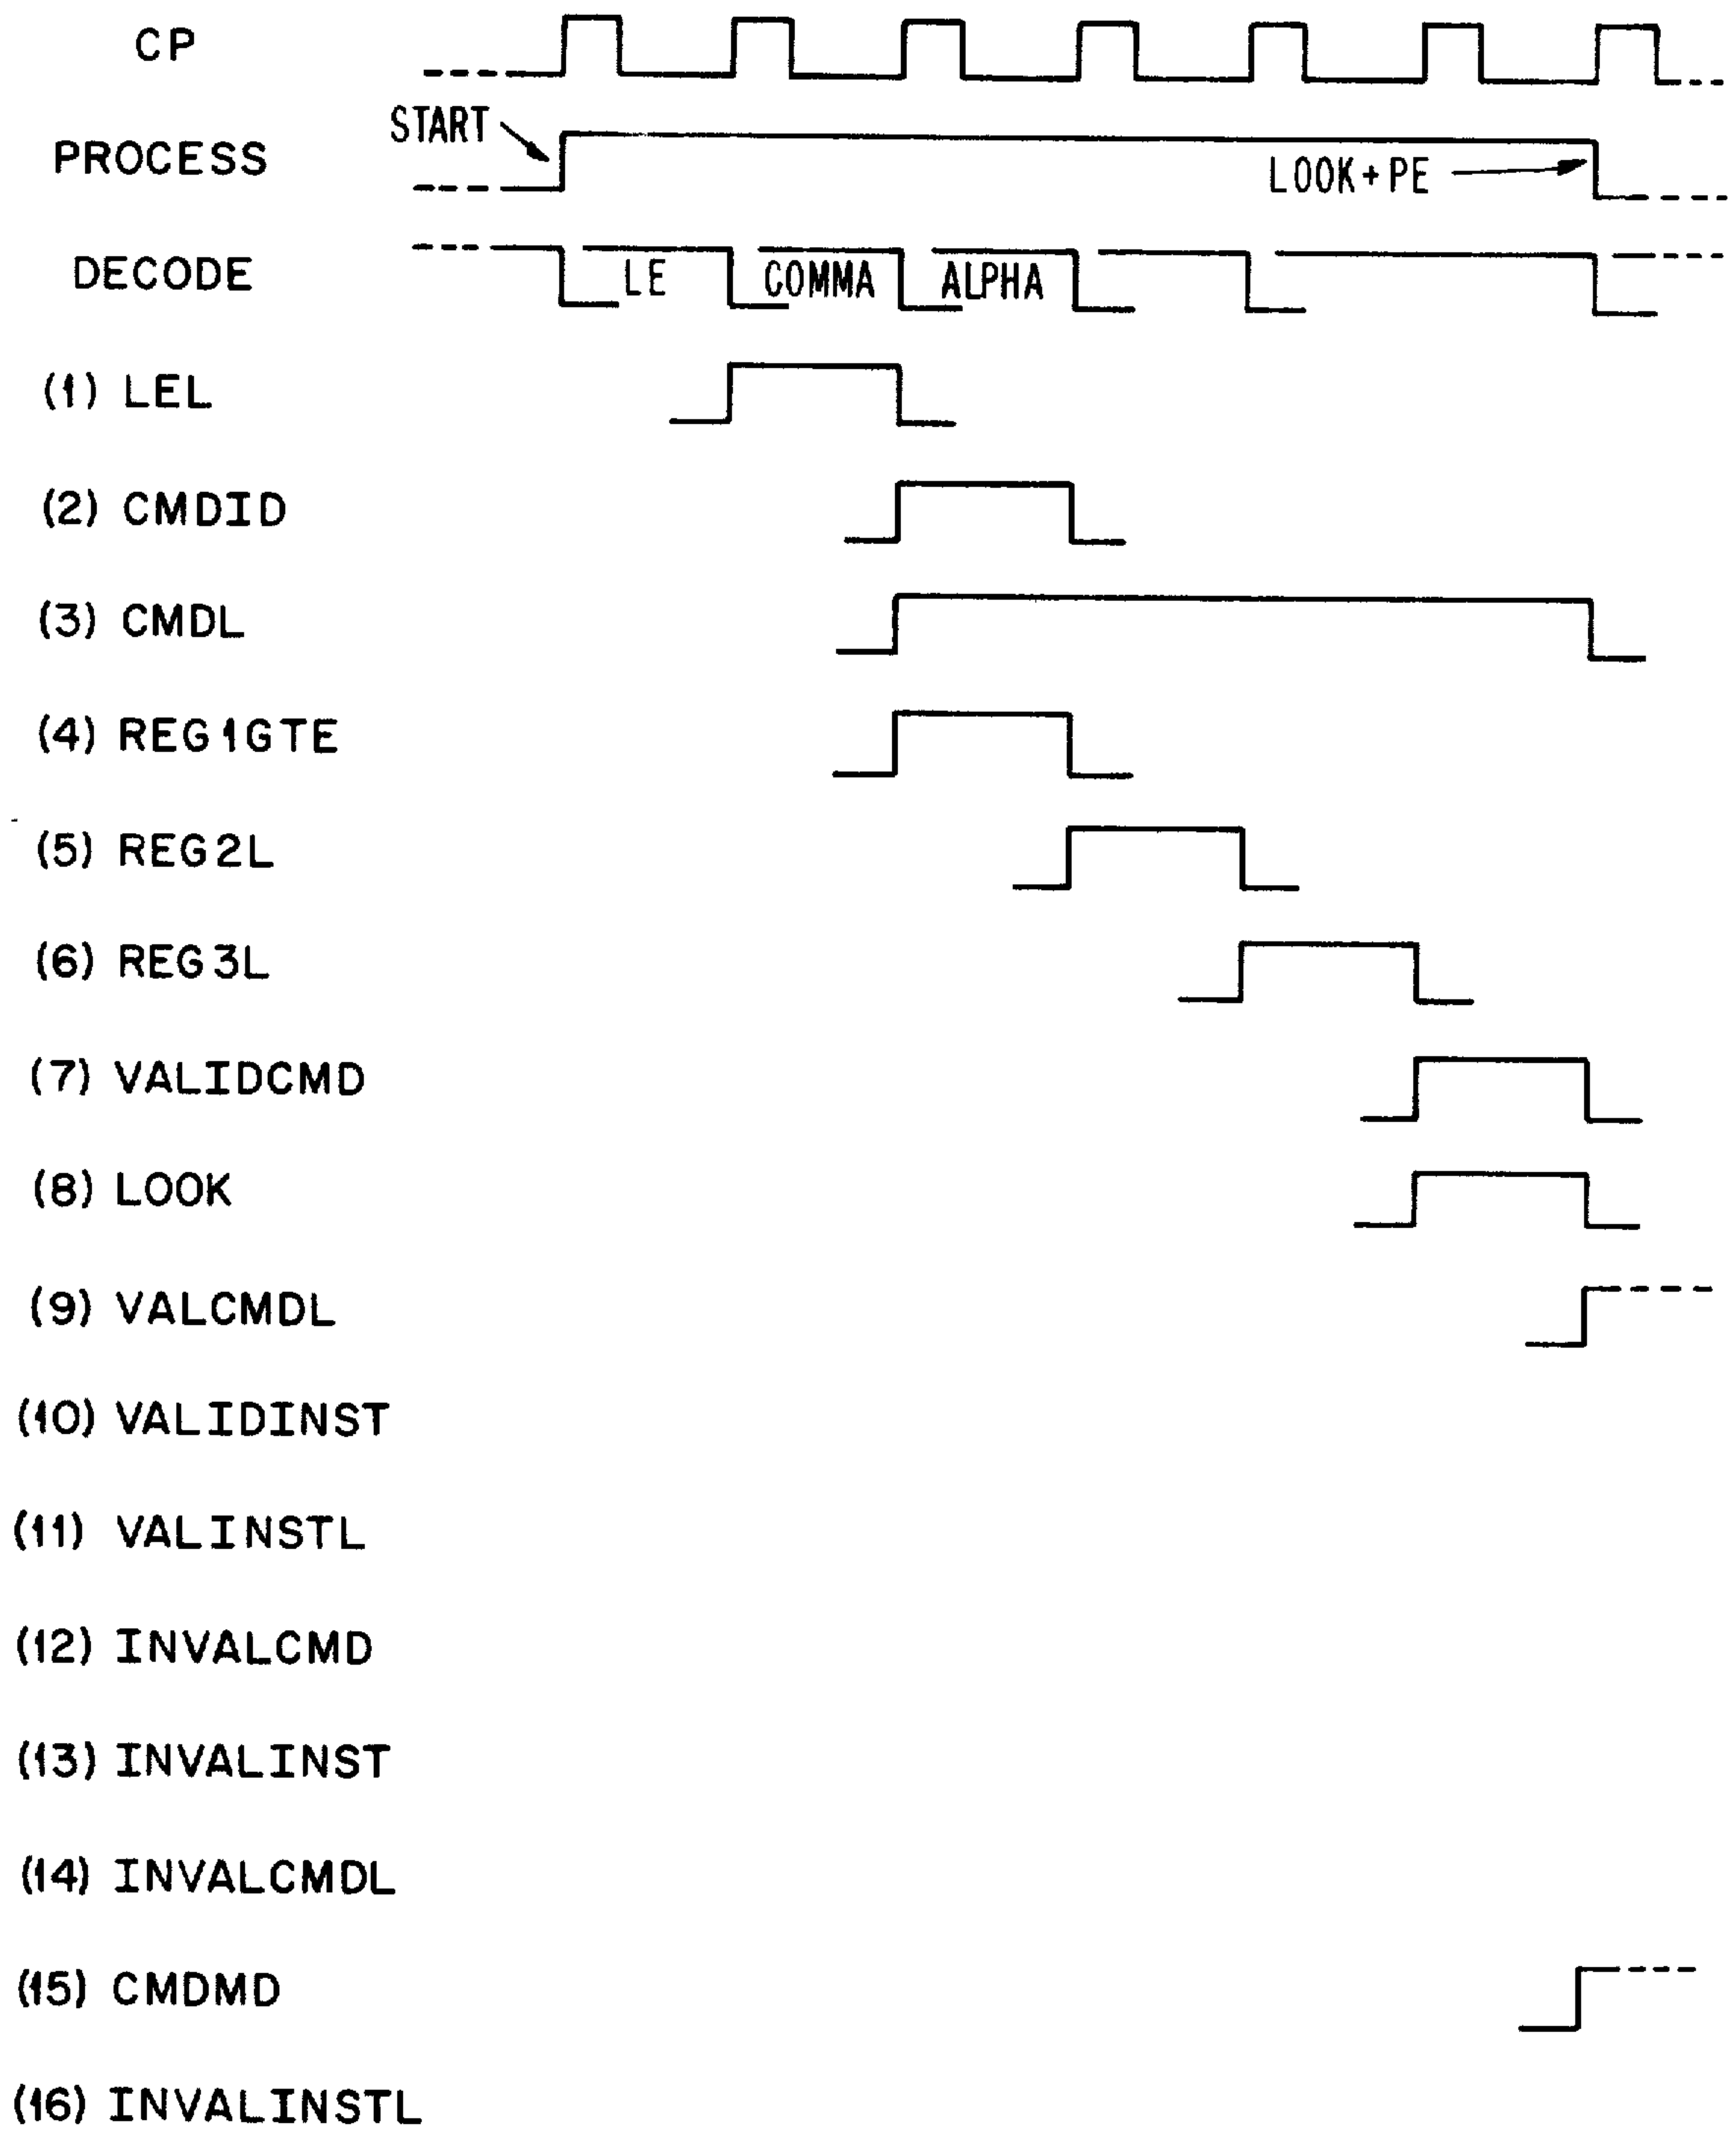 CP
START
PROCESS
LOOK+PE
DECODE LE COMMA ALPHA
(1) LEL
(2) CMDID
(3) CMDL
(4) REG1GTE
(5) REG2L
(6) REG3L
(7) VALIDCMD
(8) LOOK
(9) VALCMDL
(10) VALIDINST
(11) VALINSTL
(12) INVALCMD
(13) INVALINST
(14) INVALCMDL
(15) CMDMD
(16) INVALINSTL